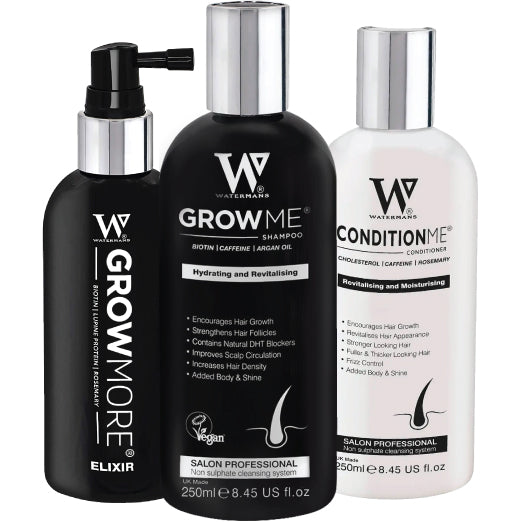 W
WATERMANS®
GROWMORE®
BIOTIN | LUPINE PROTEIN | ROSEMARY
ELIXIR
W
WATERMANS®
GROWME®
SHAMPOO
BIOTIN | CAFFEINE | ARGAN OIL
Hydrating and Revitalising
• Encourages Hair Growth
• Strengthens Hair Follicles
• Contains Natural DHT Blockers
• Improves Scalp Circulation
• Increases Hair Density
• Added Body & Shine
Vegan
SALON PROFESSIONAL
Non sulphate cleansing system
UK Made
250ml ℮ 8.45 US fl.oz
W
WATERMANS®
CONDITIONME®
CONDITIONER
CHOLESTEROL | CAFFEINE | ROSEMARY
Revitalising and Moisturising
• Encourages Hair Growth
• Revitalises Hair Appearance
• Stronger Looking Hair
• Fuller & Thicker Looking Hair
• Frizz Control
• Added Body & Shine
SALON PROFESSIONAL
Non sulphate cleansing system
UK Made
250ml ℮ 8.45 US fl.oz